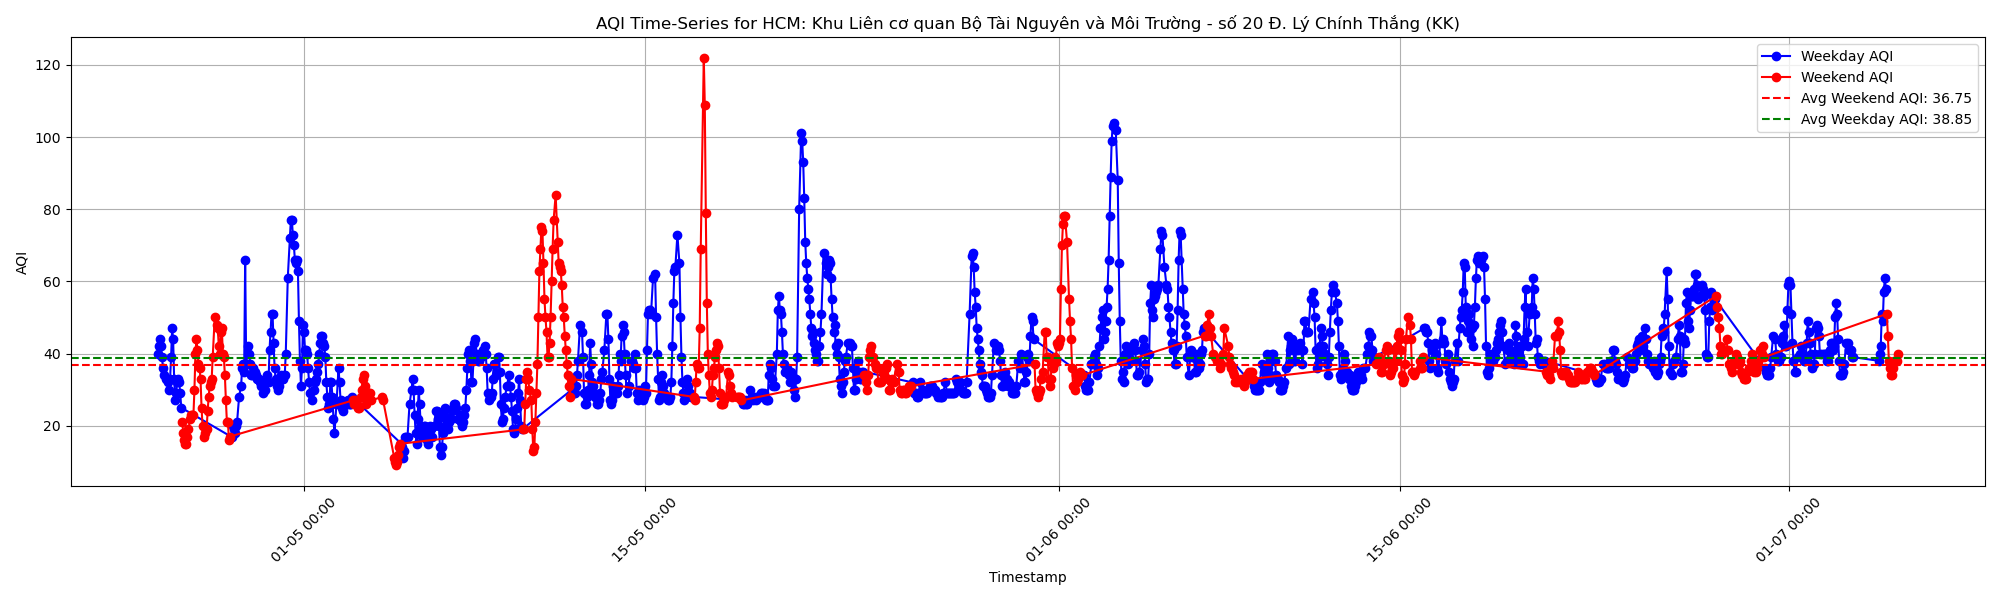 AQI Time-Series for HCM: Khu Liên cơ quan Bộ Tài Nguyên và Môi Trường - số 20 Đ. Lý Chính Thắng (KK)
Weekday AQI
Weekend AQI
Avg Weekend AQI: 36.75
Avg Weekday AQI: 38.85
AQI
120
100
80
60
40
20
01-05 00:00
15-05 00:00
01-06 00:00
15-06 00:00
01-07 00:00
Timestamp